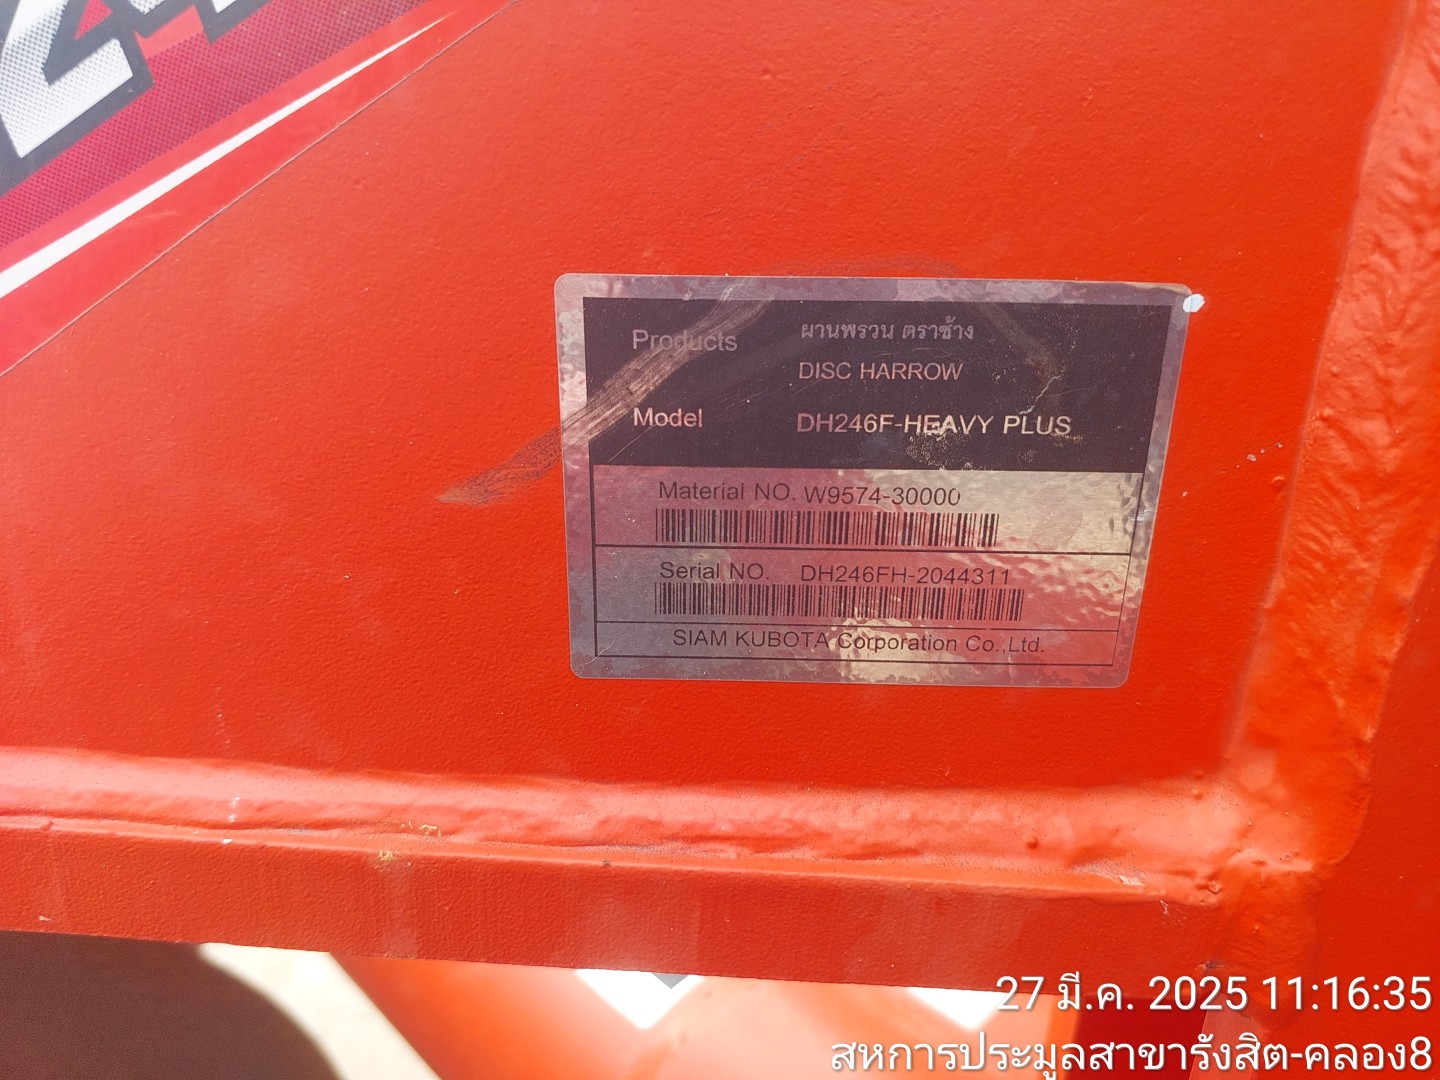 24
Products ผานพรวน ตราช้าง
DISC HARROW
Model DH246F-HEAVY PLUS
Material NO. W9574-30000
Serial NO. DH246FH-2044311
SIAM KUBOTA Corporation Co.,Ltd.
27 มี.ค. 2025 11:16:35
สหการประมูลสาขารังสิต-คลอง8